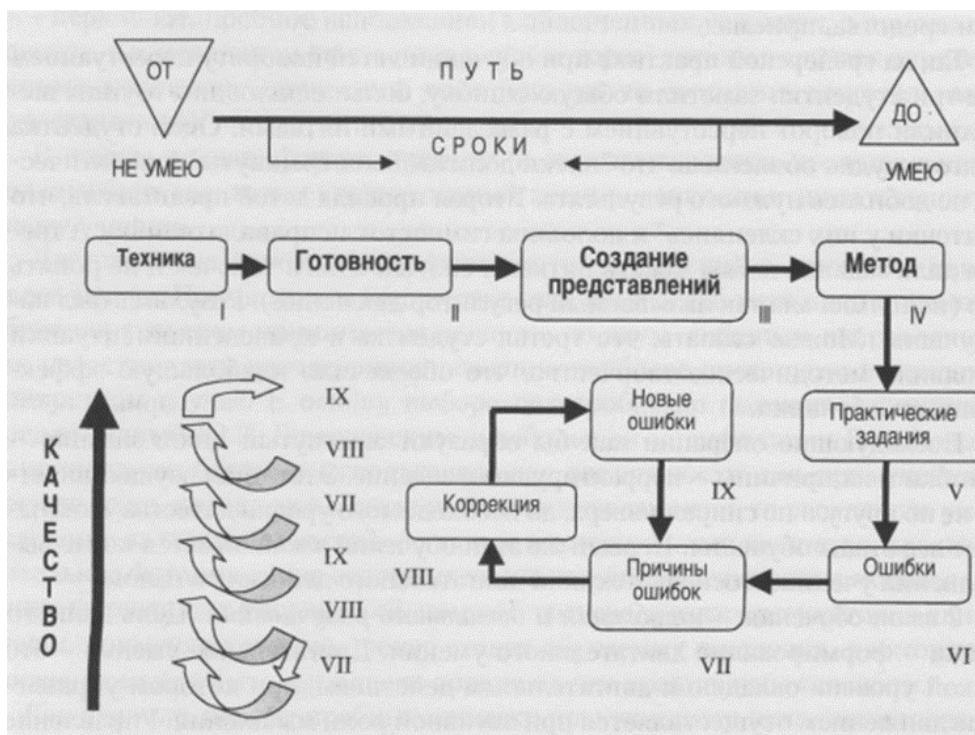 ОТ
ПУТЬ
ДО
СРОКИ
НЕ УМЕЮ
УМЕЮ
Техника
I
Готовность
II
Создание
представлений
III
Метод
IV
КАЧЕСТВО
IX
VIII
VII
IX
VIII
VII
Новые
ошибки
IX
Практические
задания
V
Коррекция
VIII
Причины
ошибок
VII
Ошибки
VI